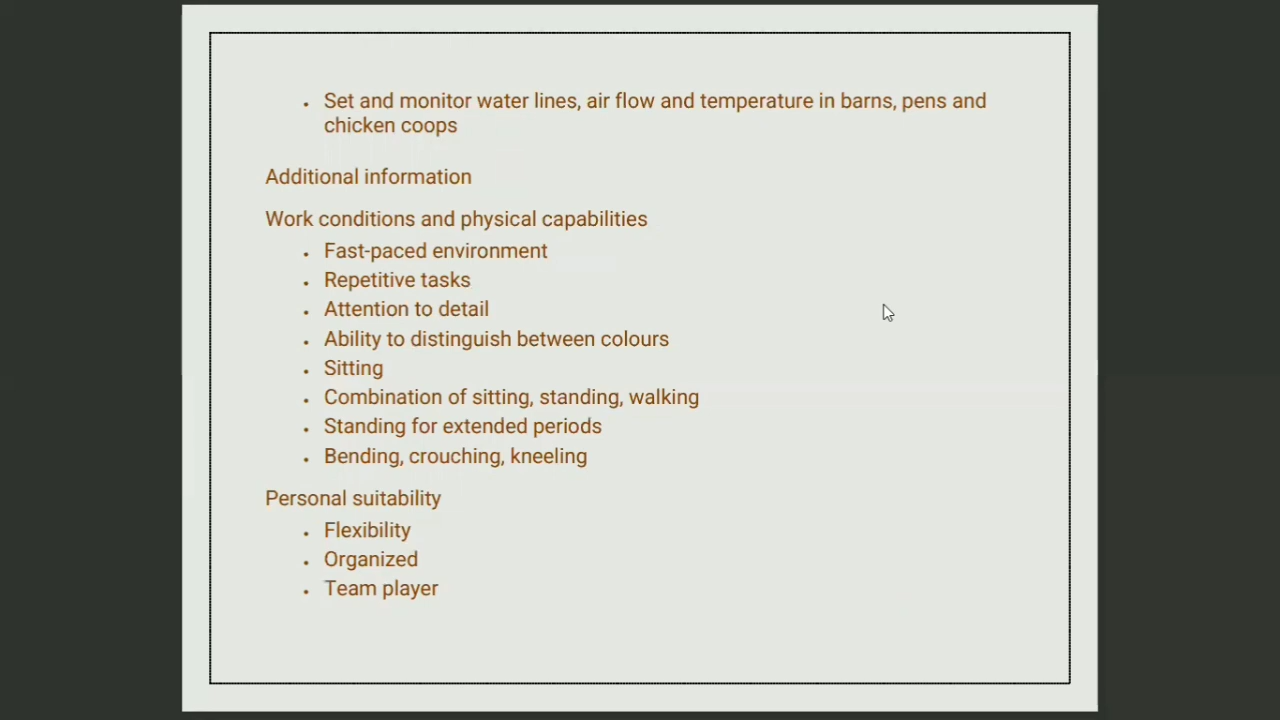 • Set and monitor water lines, air flow and temperature in barns, pens and
chicken coops
Additional information
Work conditions and physical capabilities
• Fast-paced environment
• Repetitive tasks
• Attention to detail
• Ability to distinguish between colours
• Sitting
• Combination of sitting, standing, walking
• Standing for extended periods
• Bending, crouching, kneeling
Personal suitability
• Flexibility
• Organized
• Team player